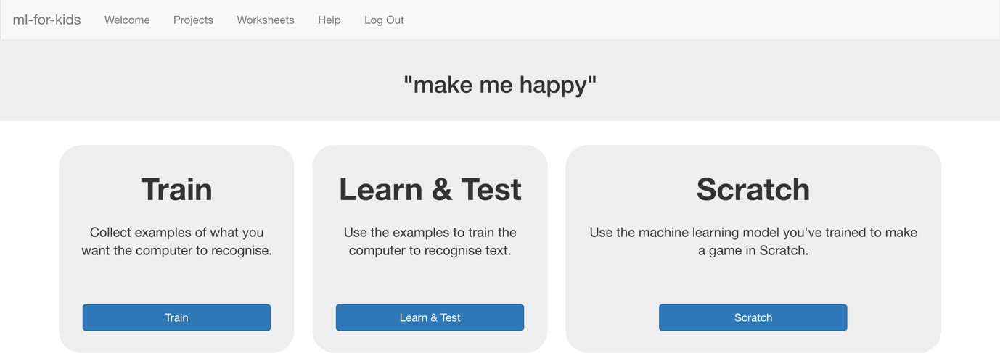 ml-for-kids Welcome Projects Worksheets Help Log Out
"make me happy"
Train
Collect examples of what you
want the computer to recognise.
Train
Learn & Test
Use the examples to train the
computer to recognise text.
Learn & Test
Scratch
Use the machine learning model you've trained to make
a game in Scratch.
Scratch